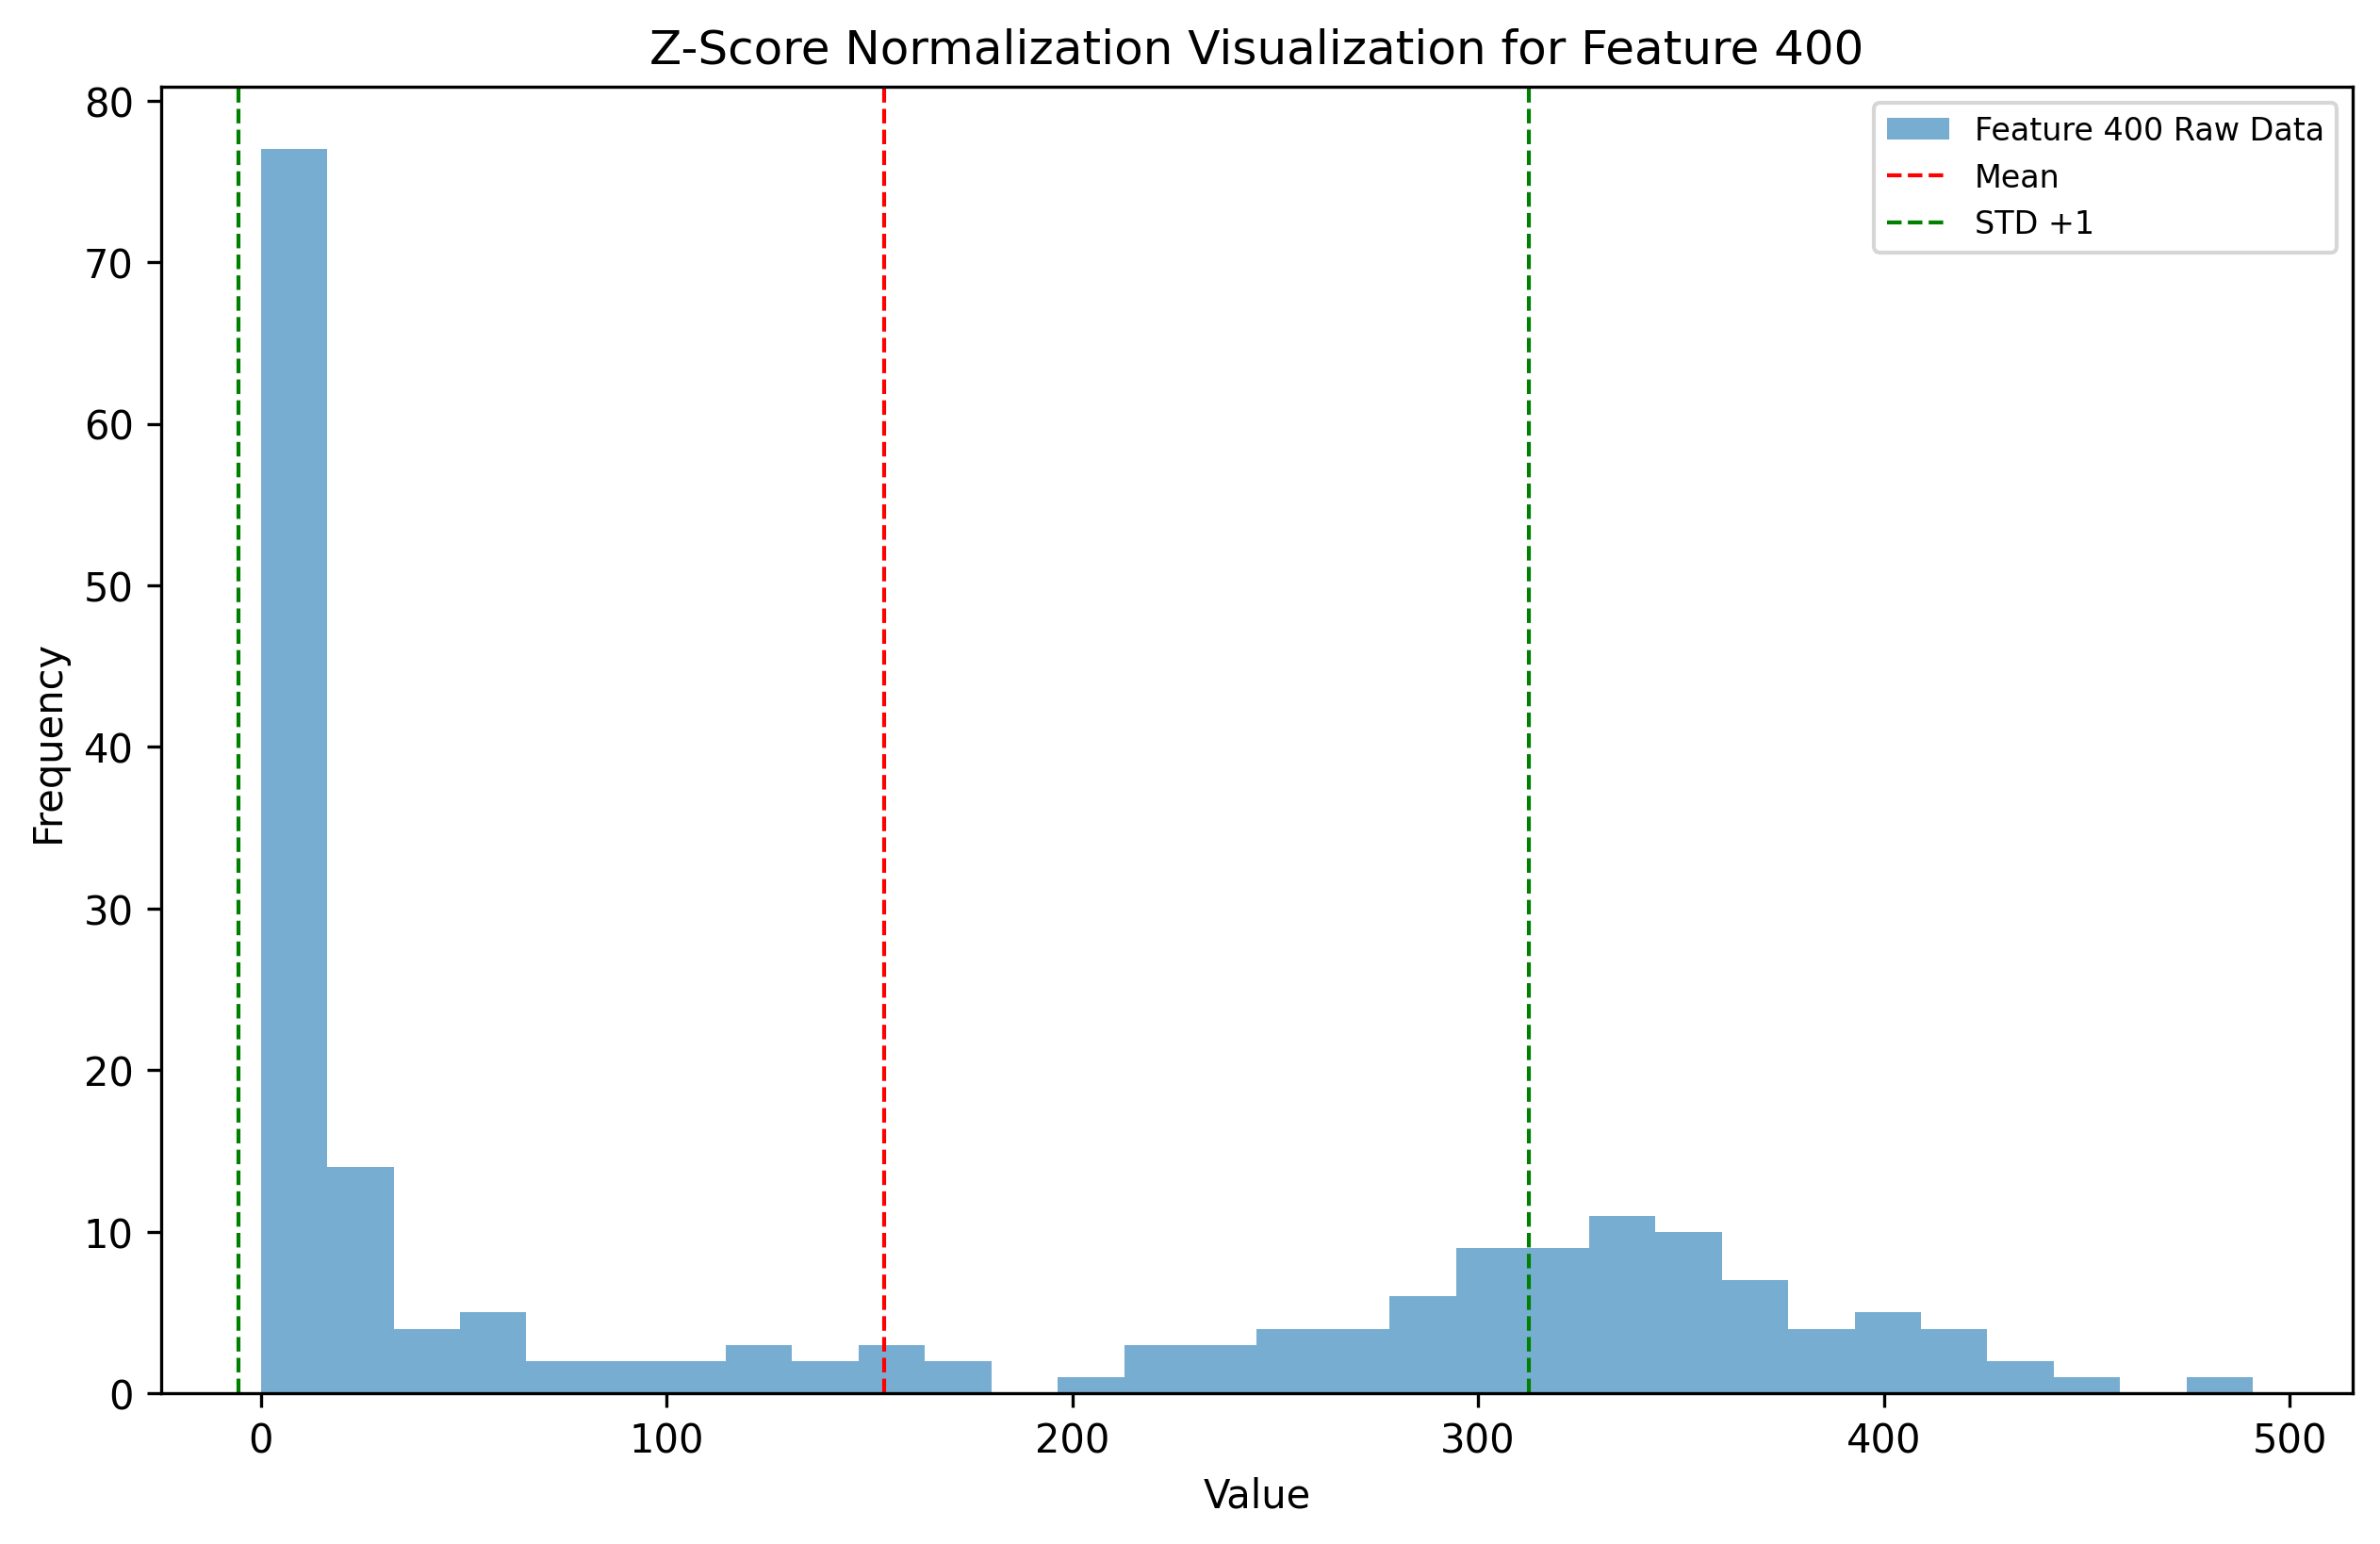 Z-Score Normalization Visualization for Feature 400
Feature 400 Raw Data
Mean
STD +1
80
70
60
50
40
30
20
10
0
Frequency
0 100 200 300 400 500
Value